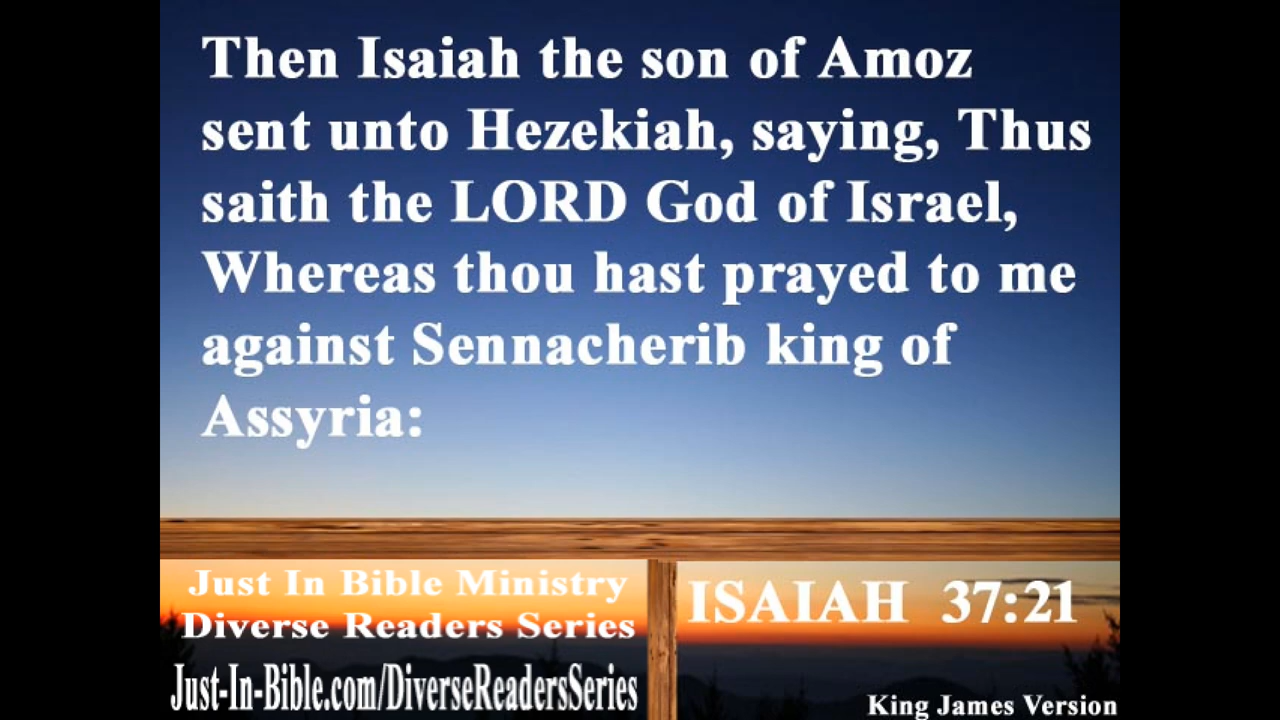 Then Isaiah the son of Amoz
sent unto Hezekiah, saying, Thus
saith the LORD God of Israel,
Whereas thou hast prayed to me
against Sennacherib king of
Assyria:
Just In Bible Ministry
Diverse Readers Series
Just-In-Bible.com/DiverseReadersSeries
ISAIAH 37:21
King James Version